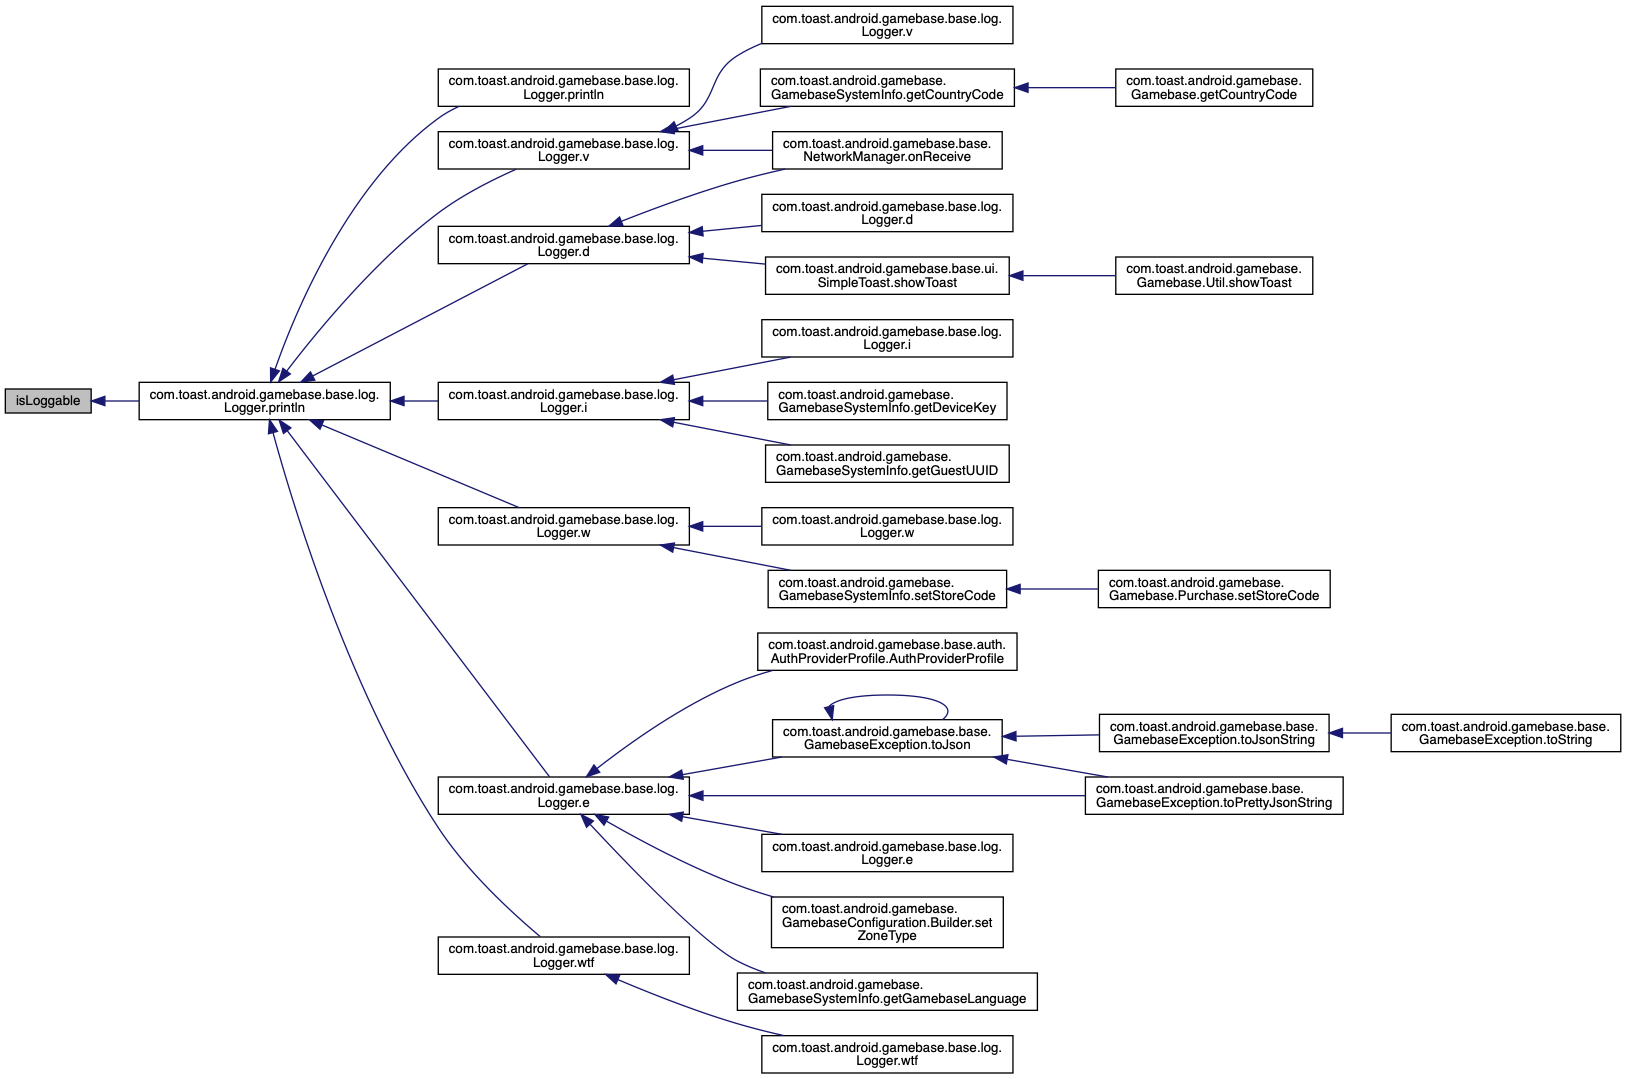 com.toast.android.gamebase.base.log.
Logger.v
com.toast.android.gamebase.base.log.
Logger.println
com.toast.android.gamebase.
GamebaseSystemInfo.getCountryCode
com.toast.android.gamebase.
Gamebase.getCountryCode
com.toast.android.gamebase.base.log.
Logger.v
com.toast.android.gamebase.base.
NetworkManager.onReceive
com.toast.android.gamebase.base.log.
Logger.d
com.toast.android.gamebase.base.log.
Logger.d
com.toast.android.gamebase.base.ui.
SimpleToast.showToast
com.toast.android.gamebase.
Gamebase.Util.showToast
com.toast.android.gamebase.base.log.
Logger.i
isLoggable
com.toast.android.gamebase.base.log.
Logger.println
com.toast.android.gamebase.base.log.
Logger.i
com.toast.android.gamebase.
GamebaseSystemInfo.getDeviceKey
com.toast.android.gamebase.
GamebaseSystemInfo.getGuestUUID
com.toast.android.gamebase.base.log.
Logger.w
com.toast.android.gamebase.base.log.
Logger.w
com.toast.android.gamebase.
GamebaseSystemInfo.setStoreCode
com.toast.android.gamebase.
Gamebase.Purchase.setStoreCode
com.toast.android.gamebase.base.auth.
AuthProviderProfile.AuthProviderProfile
com.toast.android.gamebase.base.
GamebaseException.toJson
com.toast.android.gamebase.base.
GamebaseException.toJsonString
com.toast.android.gamebase.base.
GamebaseException.toString
com.toast.android.gamebase.base.log.
Logger.e
com.toast.android.gamebase.base.
GamebaseException.toPrettyJsonString
com.toast.android.gamebase.base.log.
Logger.e
com.toast.android.gamebase.
GamebaseConfiguration.Builder.set
ZoneType
com.toast.android.gamebase.base.log.
Logger.wtf
com.toast.android.gamebase.
GamebaseSystemInfo.getGamebaseLanguage
com.toast.android.gamebase.base.log.
Logger.wtf